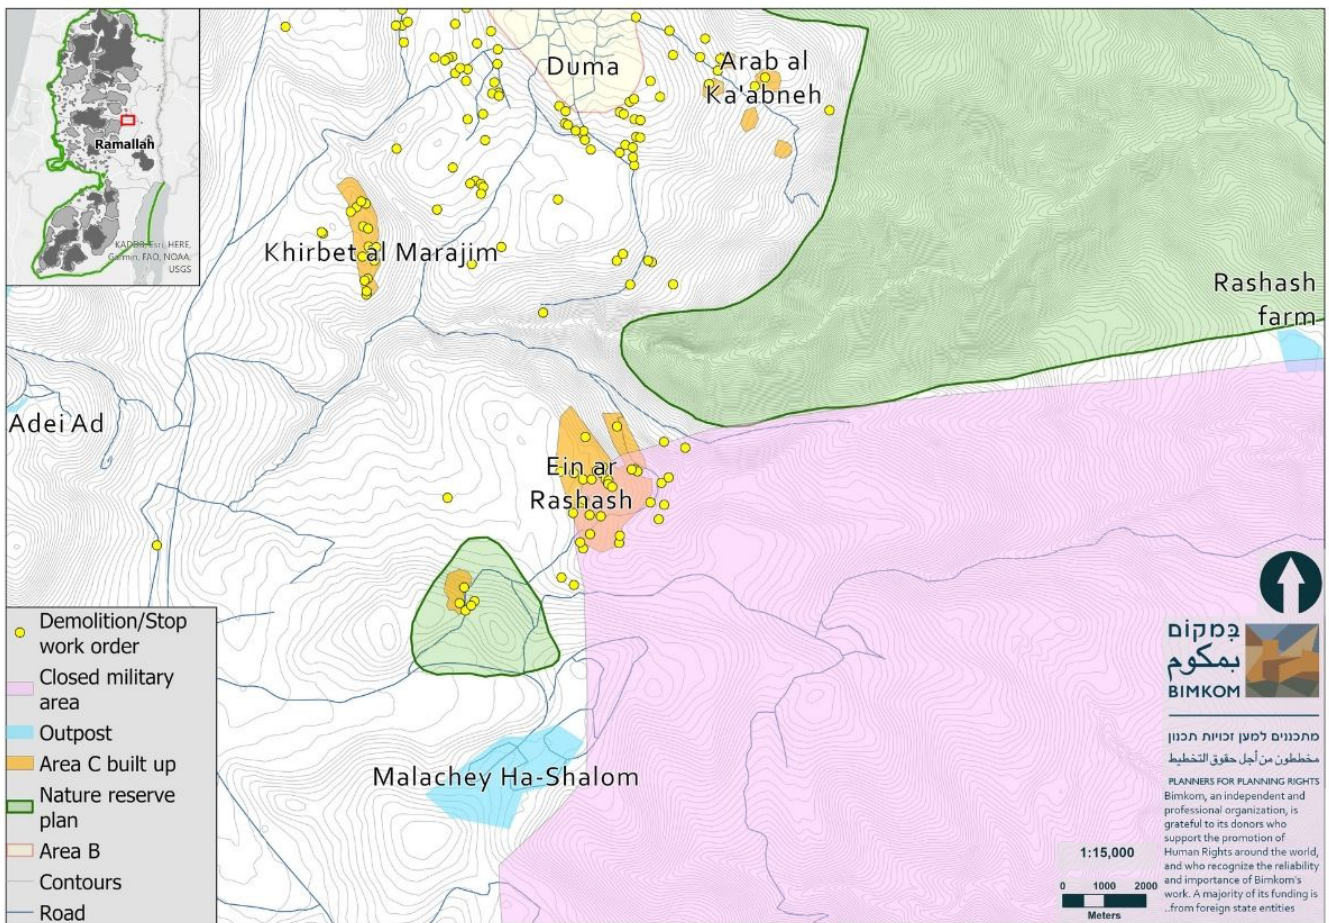 Ramallah
KADDB, Esri, HERE,
Garmin, FAO, NOAA,
USGS
Duma
Arab al
Ka'abneh
Khirbet al Marajim
Rashash
farm
Adei Ad
Ein ar
Rashash
Malachey Ha-Shalom
Demolition/Stop
work order
Closed military
area
Outpost
Area C built up
Nature reserve
plan
Area B
Contours
Road
במקום
بمكوم
BIMKOM
מתכננים למען זכויות תכנון
مخططون من أجل حقوق التخطيط
PLANNERS FOR PLANNING RIGHTS
Bimkom, an independent and
professional organization, is
grateful to its donors who
support the promotion of
Human Rights around the world,
and who recognize the reliability
and importance of Bimkom's
work. A majority of its funding is
..from foreign state entities
1:15,000
0 1000 2000
Meters